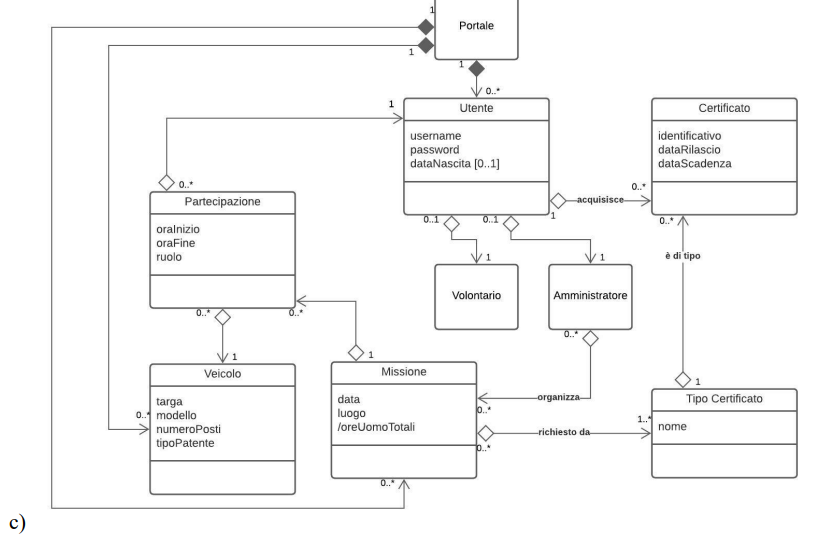 1
Portale
1
1
0..*
1
Utente
username
password
dataNascita [0..1]
Certificato
identificativo
dataRilascio
dataScadenza
0..*
acquisisce
1
0..*
Partecipazione
oraInizio
oraFine
ruolo
0..1
0..1
0..*
è di tipo
1
1
Volontario
Amministratore
0..*
0..*
0..*
1
1
Veicolo
targa
modello
numeroPosti
tipoPatente
0..*
Missione
data
luogo
/oreUomoTotali
organizza
0..*
richiesto da
0..*
1..*
1
Tipo Certificato
nome
0..*
c)